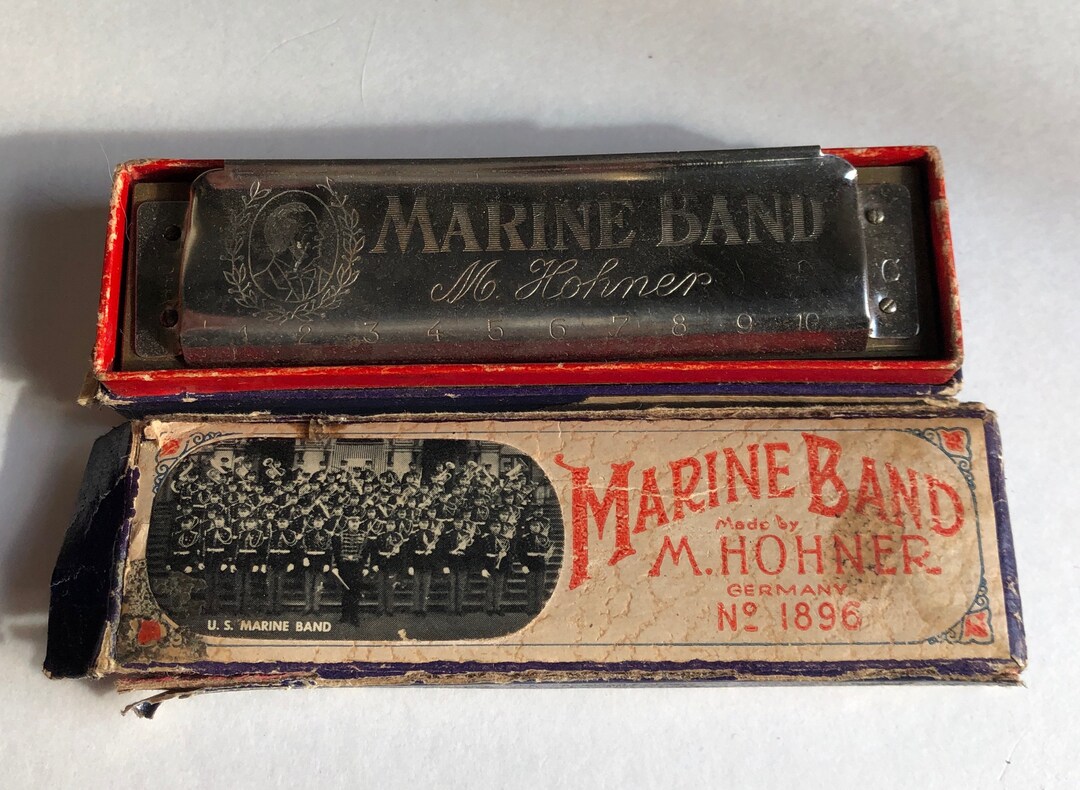 MARINE BAND
M. Hohner
1 2 3 4 5 6 7 8 9 10
C
U. S. MARINE BAND
MARINE BAND
Made by
M. HOHNER
GERMANY
Nº 1896